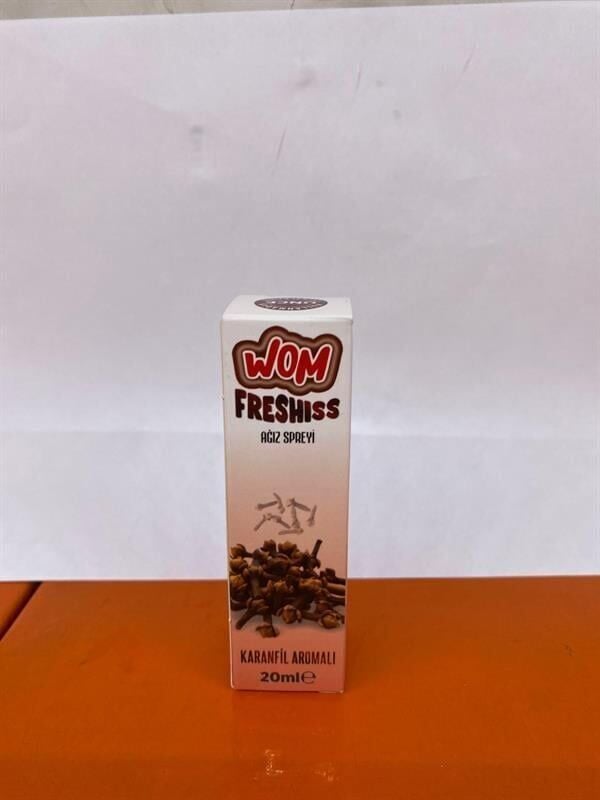 WOM
FRESHISS
AĞIZ SPREYİ
KARANFİL AROMALI
20ml℮